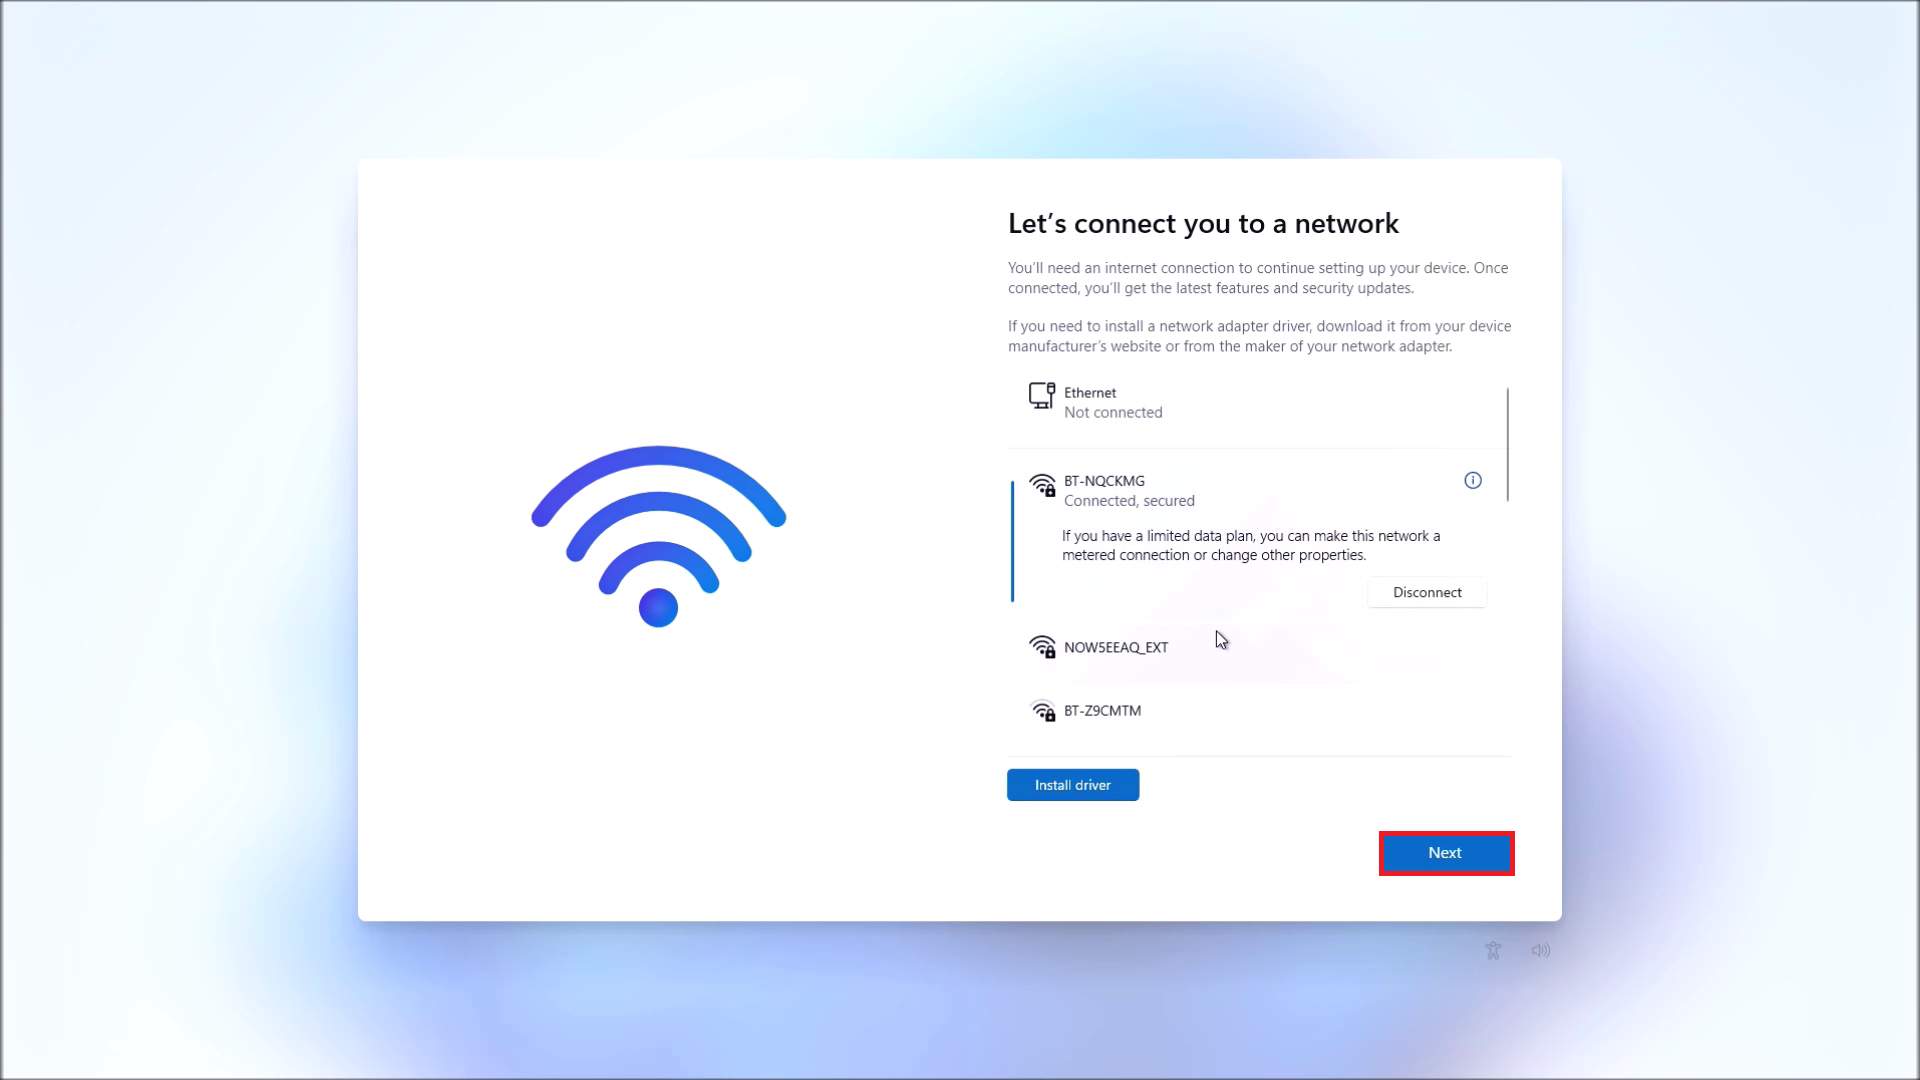 Let’s connect you to a network
You’ll need an internet connection to continue setting up your device. Once
connected, you’ll get the latest features and security updates.
If you need to install a network adapter driver, download it from your device
manufacturer’s website or from the maker of your network adapter.
Ethernet
Not connected
BT-NQCKMG
Connected, secured
If you have a limited data plan, you can make this network a
metered connection or change other properties.
Disconnect
NOW5EEAQ_EXT
BT-Z9CMTM
Install driver
Next